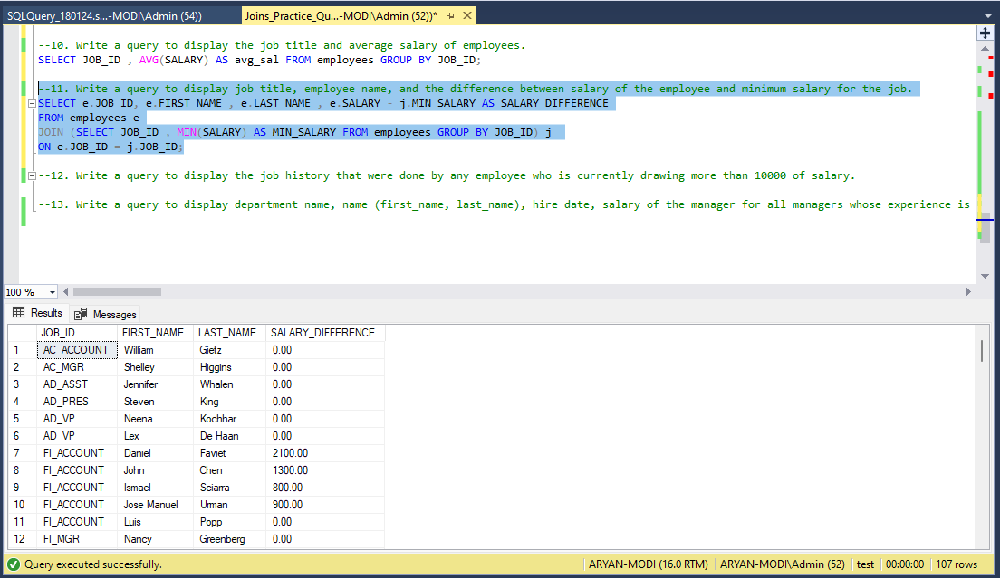 SQLQuery_180124.s...-MODI\Admin (54))
Joins_Practice_Qu...-MODI\Admin (52))*
--10. Write a query to display the job title and average salary of employees.
SELECT JOB_ID , AVG(SALARY) AS avg_sal FROM employees GROUP BY JOB_ID;
--11. Write a query to display job title, employee name, and the difference between salary of the employee and minimum salary for the job.
SELECT e.JOB_ID, e.FIRST_NAME , e.LAST_NAME , e.SALARY - j.MIN_SALARY AS SALARY_DIFFERENCE
FROM employees e
JOIN (SELECT JOB_ID , MIN(SALARY) AS MIN_SALARY FROM employees GROUP BY JOB_ID) j
ON e.JOB_ID = j.JOB_ID;
--12. Write a query to display the job history that were done by any employee who is currently drawing more than 10000 of salary.
--13. Write a query to display department name, name (first_name, last_name), hire date, salary of the manager for all managers whose experience is
100 %
Results Messages
JOB_ID FIRST_NAME LAST_NAME SALARY_DIFFERENCE
1 AC_ACCOUNT William Gietz 0.00
2 AC_MGR Shelley Higgins 0.00
3 AD_ASST Jennifer Whalen 0.00
4 AD_PRES Steven King 0.00
5 AD_VP Neena Kochhar 0.00
6 AD_VP Lex De Haan 0.00
7 FI_ACCOUNT Daniel Faviet 2100.00
8 FI_ACCOUNT John Chen 1300.00
9 FI_ACCOUNT Ismael Sciarra 800.00
10 FI_ACCOUNT Jose Manuel Urman 900.00
11 FI_ACCOUNT Luis Popp 0.00
12 FI_MGR Nancy Greenberg 0.00
Query executed successfully. ARYAN-MODI (16.0 RTM) ARYAN-MODI\Admin (52) test 00:00:00 107 rows